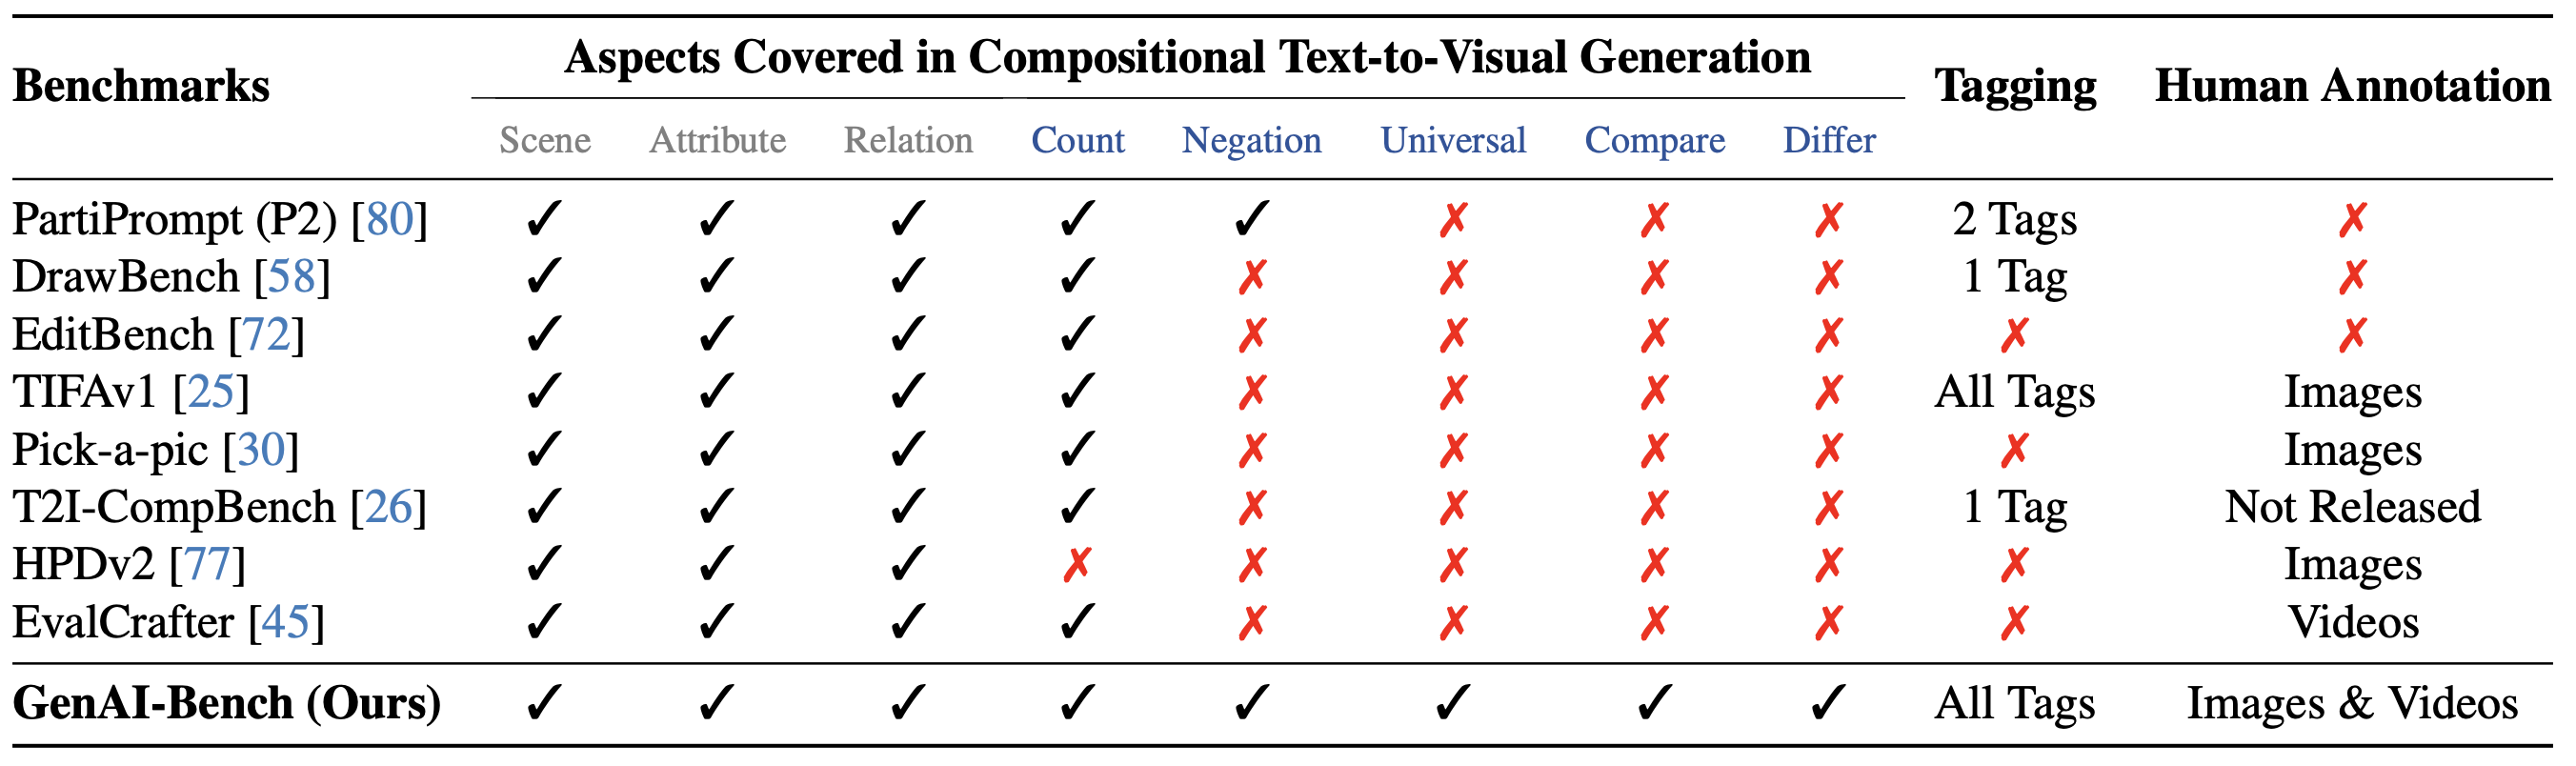 Benchmarks Aspects Covered in Compositional Text-to-Visual Generation Tagging Human Annotation
Scene Attribute Relation Count Negation Universal Compare Differ
PartiPrompt (P2) [80] ✓ ✓ ✓ ✓ ✓ ✗ ✗ ✗ 2 Tags ✗
DrawBench [58] ✓ ✓ ✓ ✓ ✗ ✗ ✗ ✗ 1 Tag ✗
EditBench [72] ✓ ✓ ✓ ✓ ✗ ✗ ✗ ✗ ✗ ✗
TIFAv1 [25] ✓ ✓ ✓ ✓ ✗ ✗ ✗ ✗ All Tags Images
Pick-a-pic [30] ✓ ✓ ✓ ✓ ✗ ✗ ✗ ✗ ✗ Images
T2I-CompBench [26] ✓ ✓ ✓ ✓ ✗ ✗ ✗ ✗ 1 Tag Not Released
HPDv2 [77] ✓ ✓ ✓ ✗ ✗ ✗ ✗ ✗ ✗ Images
EvalCrafter [45] ✓ ✓ ✓ ✓ ✗ ✗ ✗ ✗ ✗ Videos
GenAI-Bench (Ours) ✓ ✓ ✓ ✓ ✓ ✓ ✓ ✓ All Tags Images & Videos